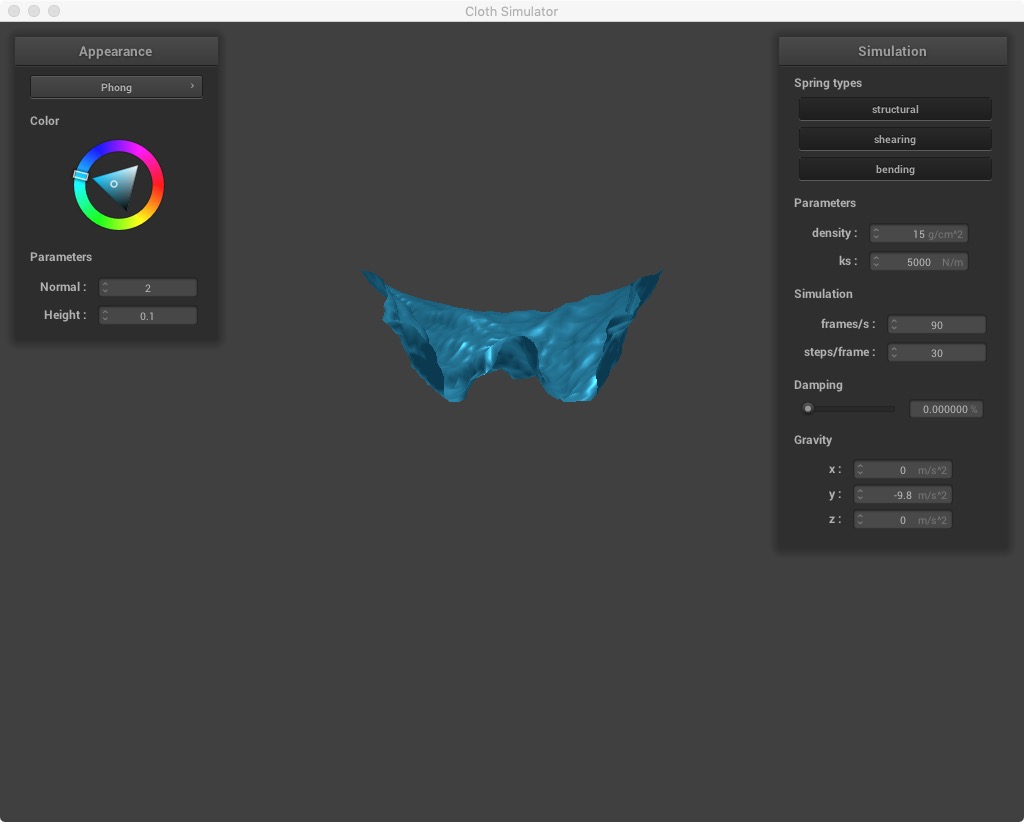 Cloth Simulator
Appearance
Phong
Color
Parameters
Normal : 2
Height : 0.1
Simulation
Spring types
structural
shearing
bending
Parameters
density : 15 g/cm^2
ks : 5000 N/m
Simulation
frames/s : 90
steps/frame : 30
Damping
0.000000 %
Gravity
x : 0 m/s^2
y : -9.8 m/s^2
z : 0 m/s^2